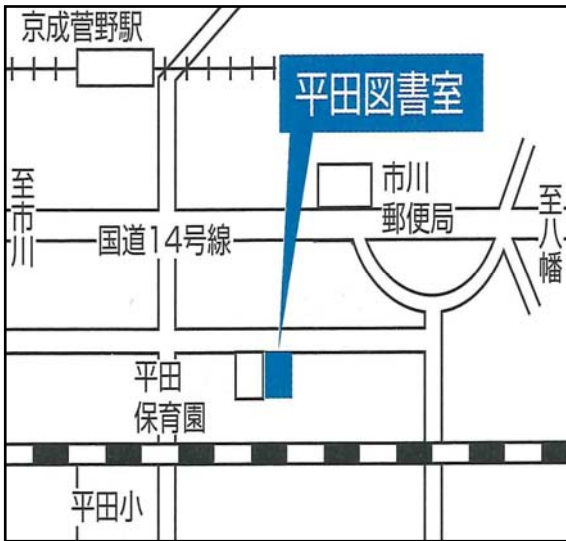 京成菅野駅
平田図書室
市川
郵便局
至市川
国道14号線
至八幡
平田
保育園
平田小